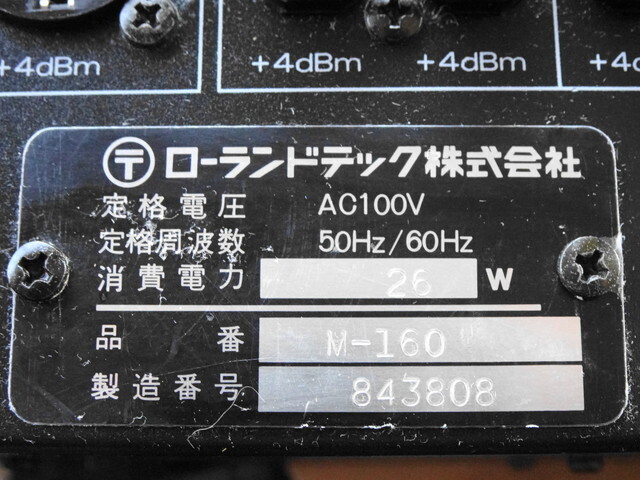 +4dBm
+4dBm
+4dBm
+4d
〒 ローランドテック株式会社
定格電圧 AC100V
定格周波数 50Hz/60Hz
消費電力 26 W
品番 M-160
製造番号 843808